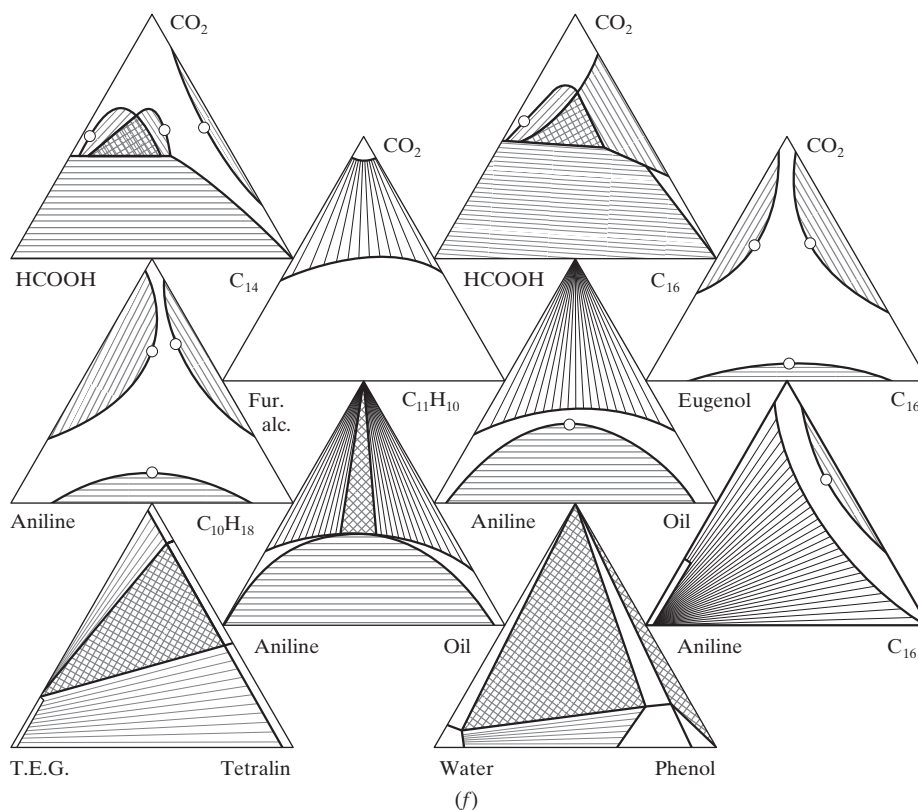 CO₂
CO₂
CO₂
CO₂
HCOOH
C₁₄
HCOOH
C₁₆
Fur.
alc.
C₁₁H₁₀
Eugenol
C₁₆
Aniline
C₁₀H₁₈
Aniline
Oil
Aniline
Oil
Aniline
C₁₆
T.E.G.
Tetralin
Water
Phenol
(f)